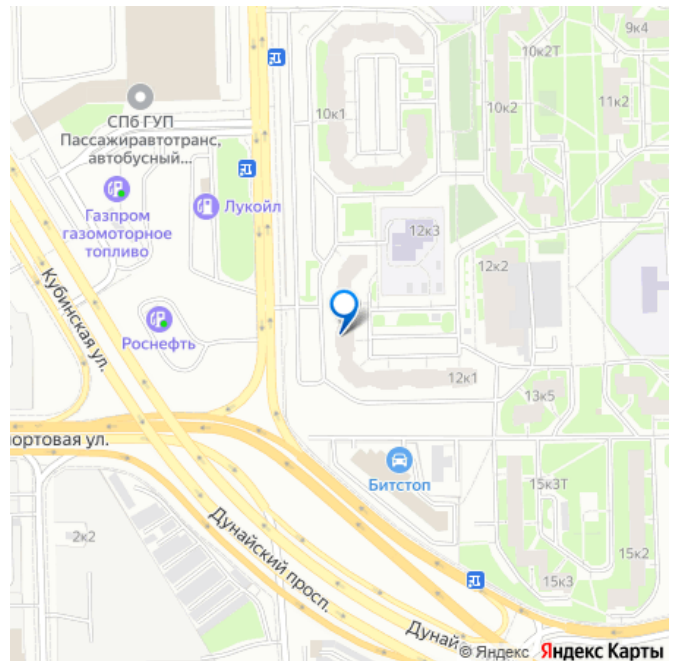 9к4
10к2Т
10к1
10к2
11к2
СПб ГУП
Пассажиравтотранс,
автобусный...
Лукойл
Газпром
газомоторное
топливо
12к3
12к2
Кубинская ул.
Роснефть
12к1
13к5
портовая ул.
Битстоп
15к3Т
Дунайский просп.
2к2
15к2
15к3
Дунай
© Яндекс Яндекс Карты